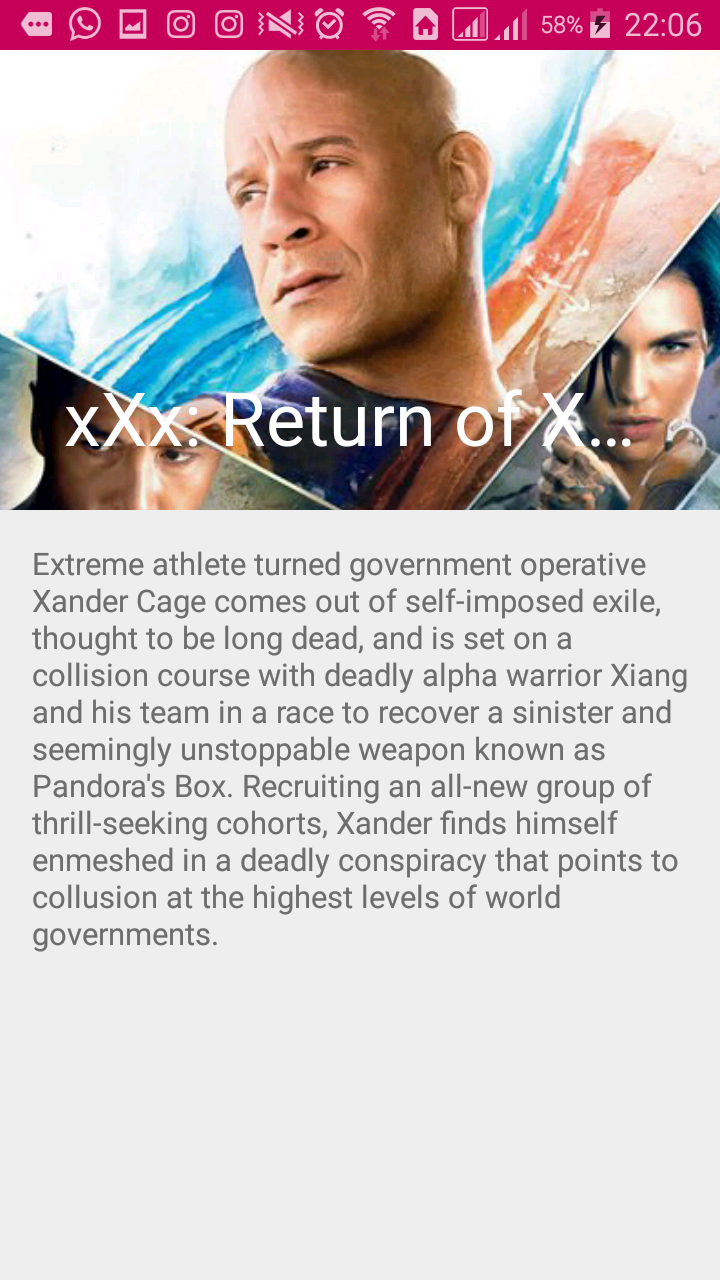 58% 22:06
xXx: Return of X...
Extreme athlete turned government operative
Xander Cage comes out of self-imposed exile,
thought to be long dead, and is set on a
collision course with deadly alpha warrior Xiang
and his team in a race to recover a sinister and
seemingly unstoppable weapon known as
Pandora's Box. Recruiting an all-new group of
thrill-seeking cohorts, Xander finds himself
enmeshed in a deadly conspiracy that points to
collusion at the highest levels of world
governments.